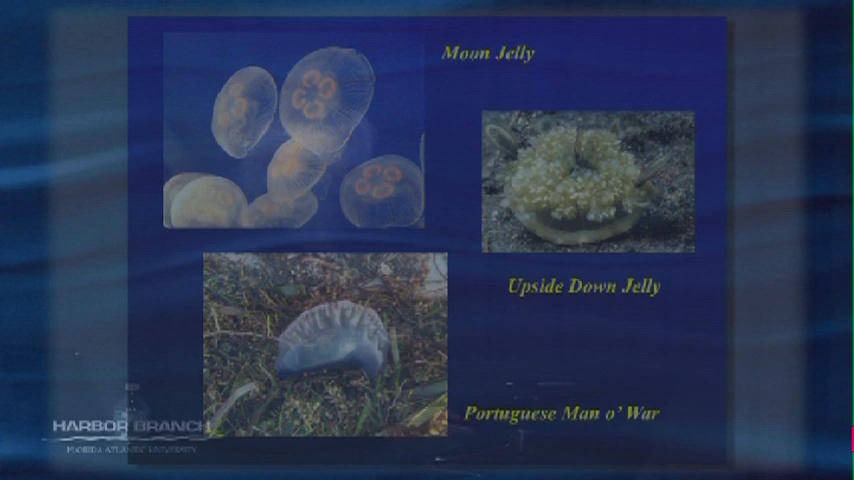 Moon Jelly
Upside Down Jelly
Portuguese Man o' War
HARBOR BRANCH
FLORIDA ATLANTIC UNIVERSITY